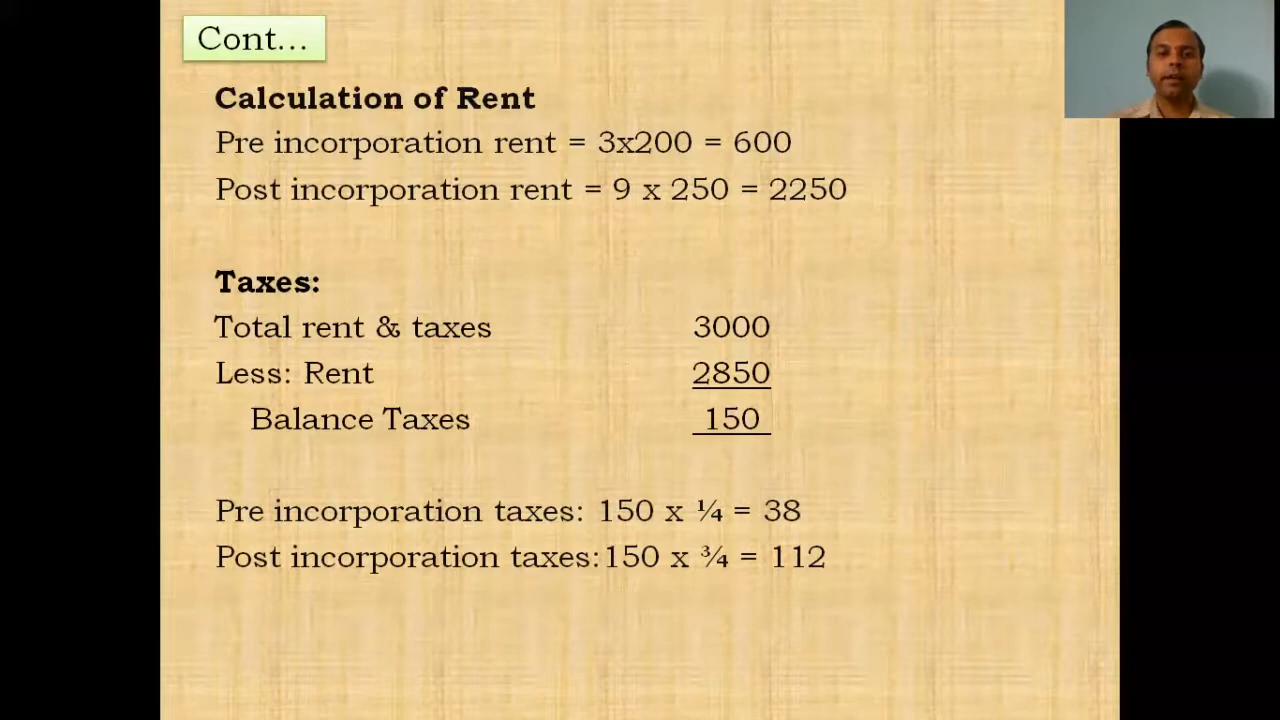 Cont...
Calculation of Rent
Pre incorporation rent = 3x200 = 600
Post incorporation rent = 9 x 250 = 2250
Taxes:
Total rent & taxes 3000
Less: Rent 2850
Balance Taxes 150
Pre incorporation taxes: 150 x ¼ = 38
Post incorporation taxes:150 x ¾ = 112